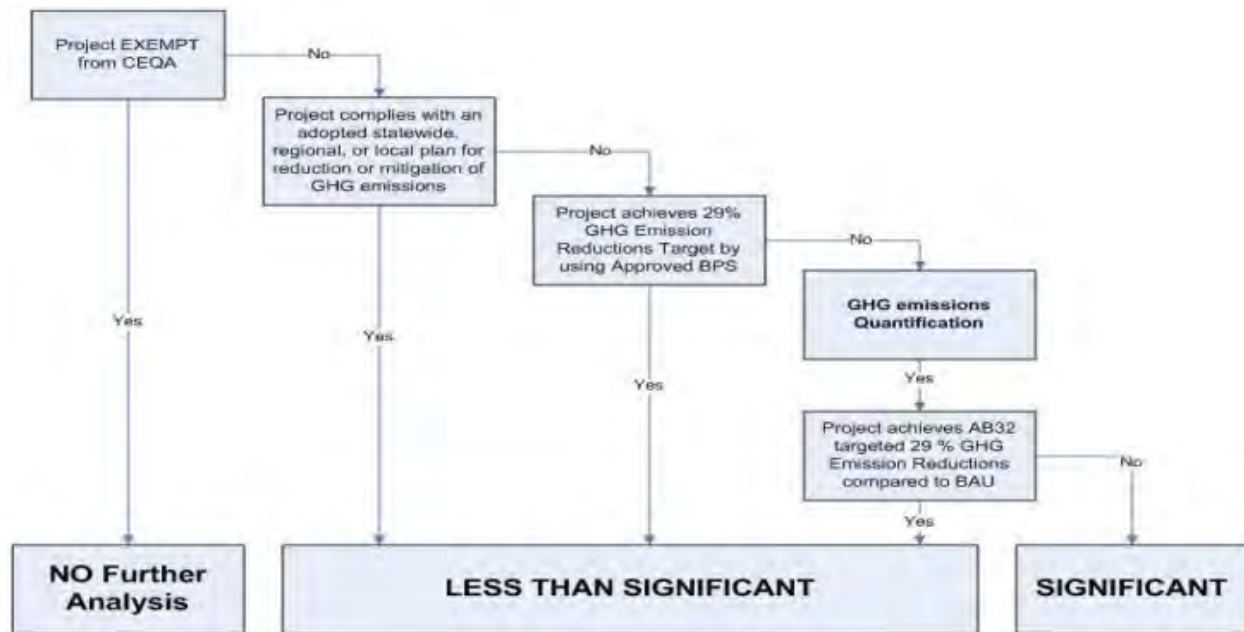 Project EXEMPT
from CEQA
No
Project complies with an
adopted statewide,
regional, or local plan for
reduction or mitigation of
GHG emissions
No
Project achieves 29%
GHG Emission
Reductions Target by
using Approved BPS
No
GHG emissions
Quantification
Yes
Yes
Yes
Yes
Project achieves AB32
targeted 29 % GHG
Emission Reductions
compared to BAU
No
Yes
NO Further
Analysis
LESS THAN SIGNIFICANT
SIGNIFICANT